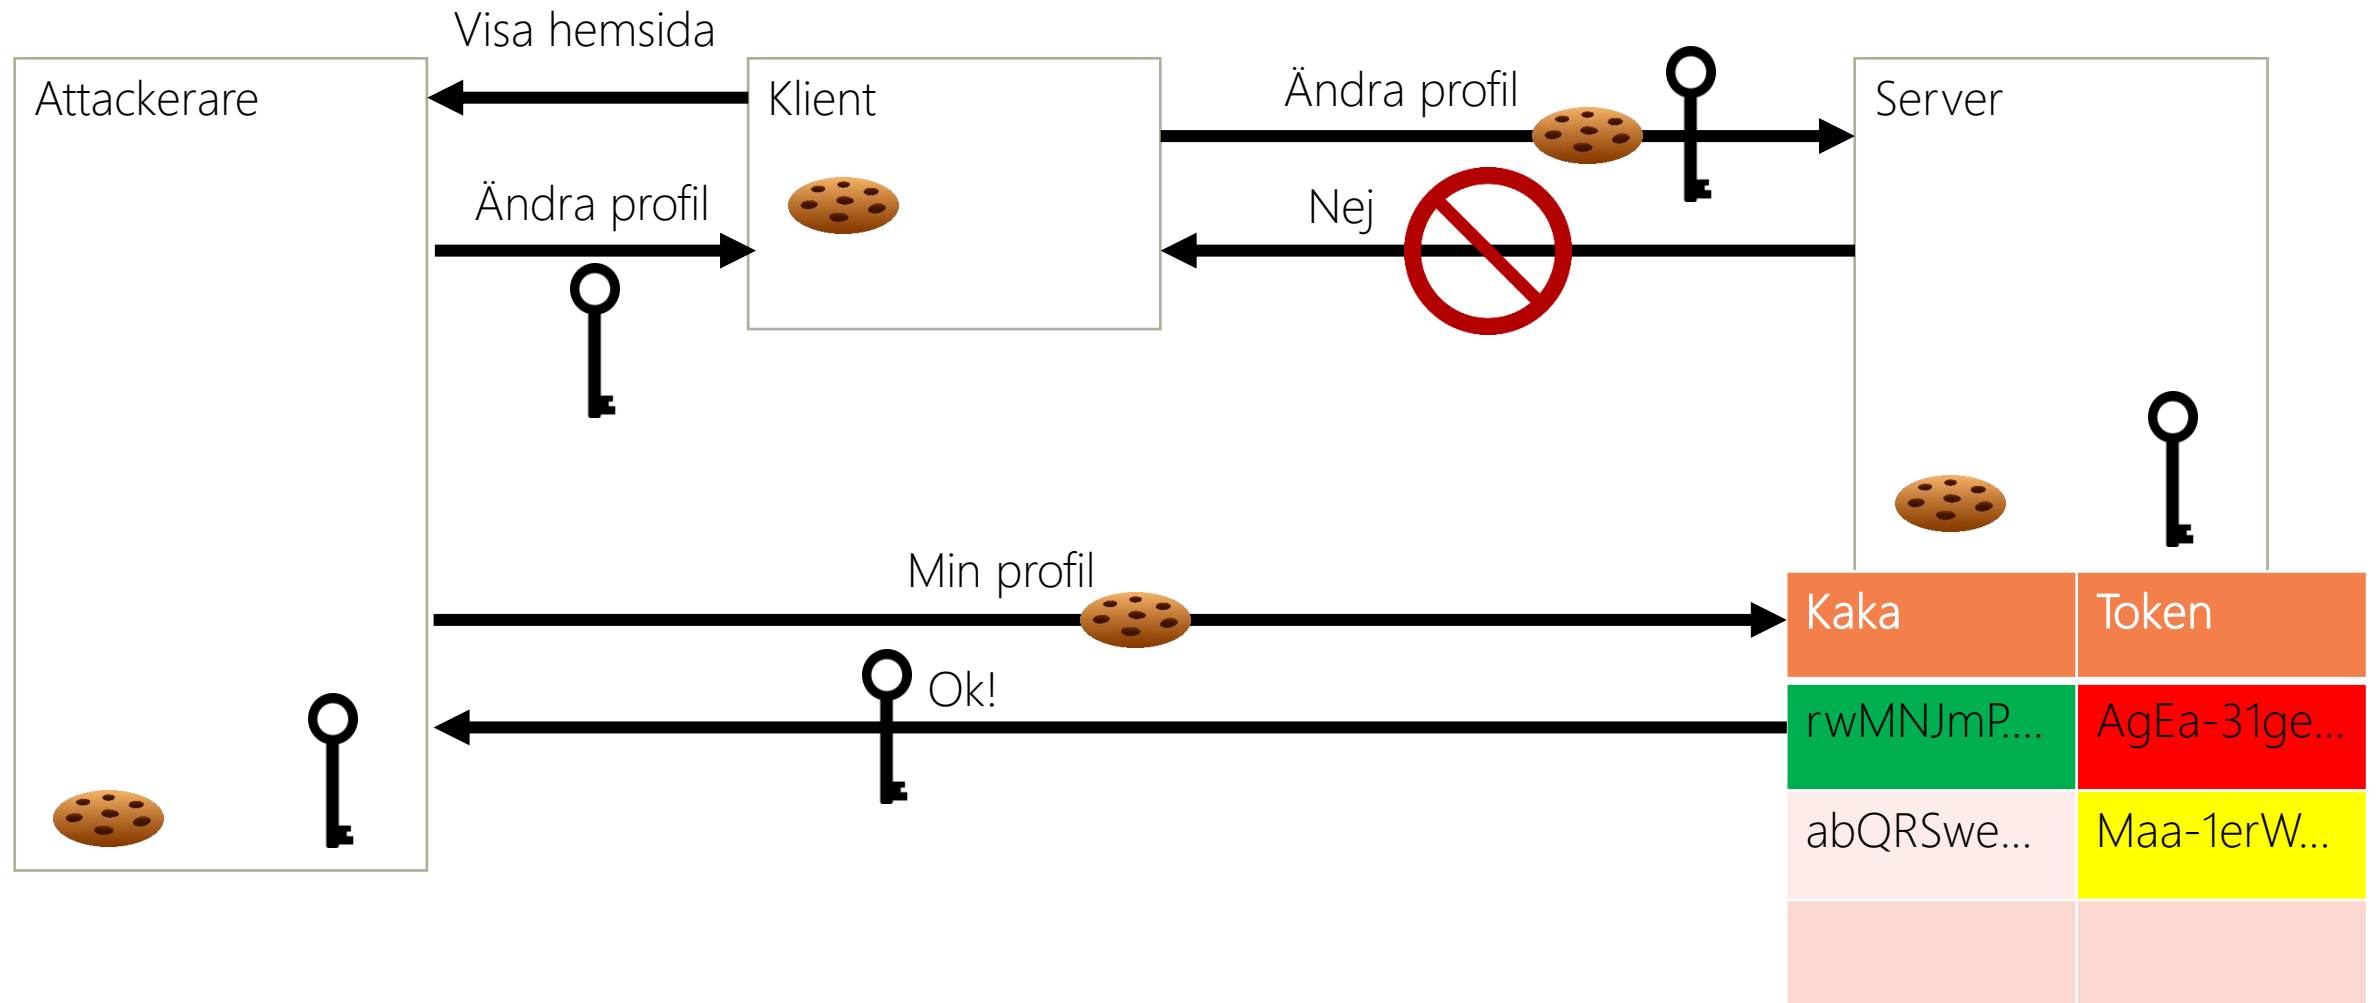 Visa hemsida
Attackerare
Klient
Ändra profil
Server
Ändra profil
Nej
Min profil
Ok!
Kaka Token
rwMNJmP.... AgEa-31ge...
abQRSwe... Maa-1erW...